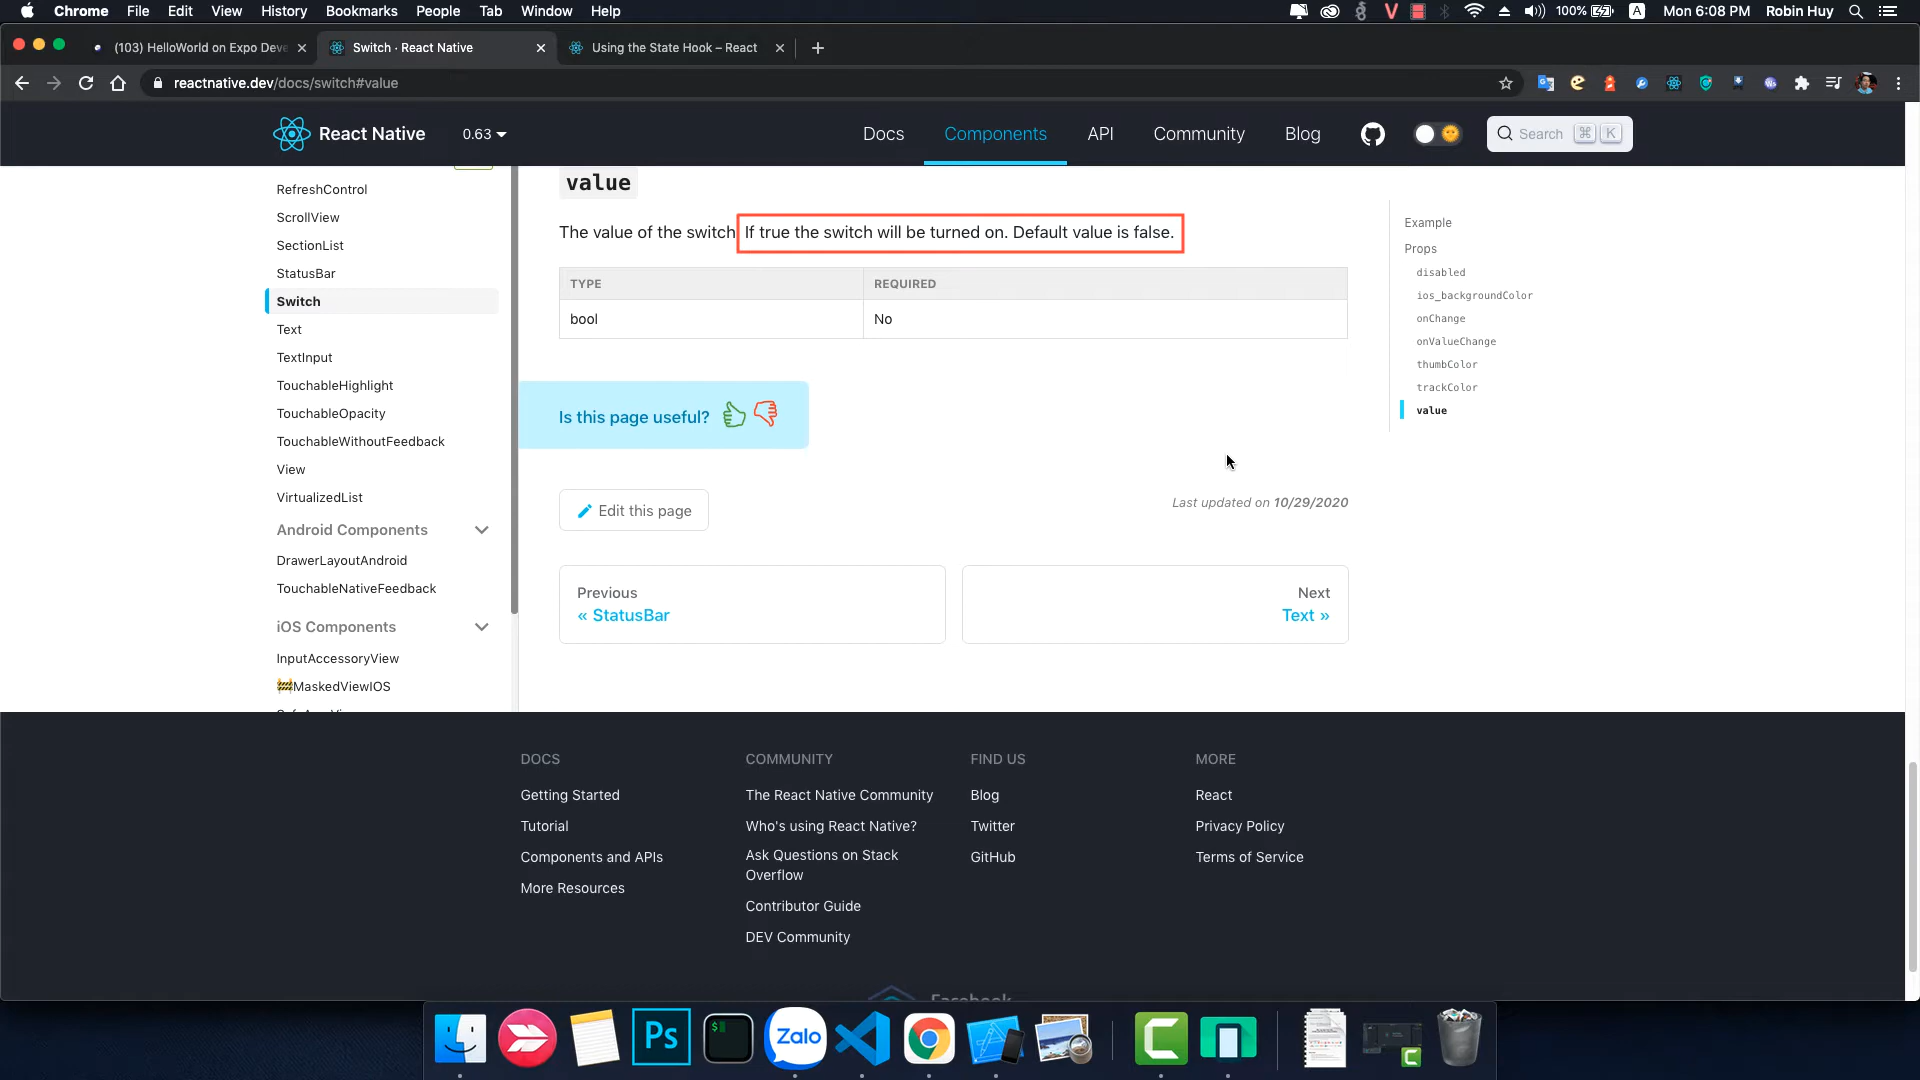 Chrome File Edit View History Bookmarks People Tab Window Help
100% A Mon 6:08 PM Robin Huy
(103) HelloWorld on Expo Deve
Switch · React Native
Using the State Hook – React
reactnative.dev/docs/switch#value
React Native 0.63
Docs Components API Community Blog
Search ⌘ K
RefreshControl
ScrollView
SectionList
StatusBar
Switch
Text
TextInput
TouchableHighlight
TouchableOpacity
TouchableWithoutFeedback
View
VirtualizedList
Android Components
DrawerLayoutAndroid
TouchableNativeFeedback
iOS Components
InputAccessoryView
🚧MaskedViewIOS
value
The value of the switch If true the switch will be turned on. Default value is false.
TYPE REQUIRED
bool No
Is this page useful?
Edit this page
Last updated on 10/29/2020
Previous
« StatusBar
Next
Text »
Example
Props
disabled
ios_backgroundColor
onChange
onValueChange
thumbColor
trackColor
value
DOCS
Getting Started
Tutorial
Components and APIs
More Resources
COMMUNITY
The React Native Community
Who's using React Native?
Ask Questions on Stack
Overflow
Contributor Guide
DEV Community
FIND US
Blog
Twitter
GitHub
MORE
React
Privacy Policy
Terms of Service
Ps
$
Zalo
C